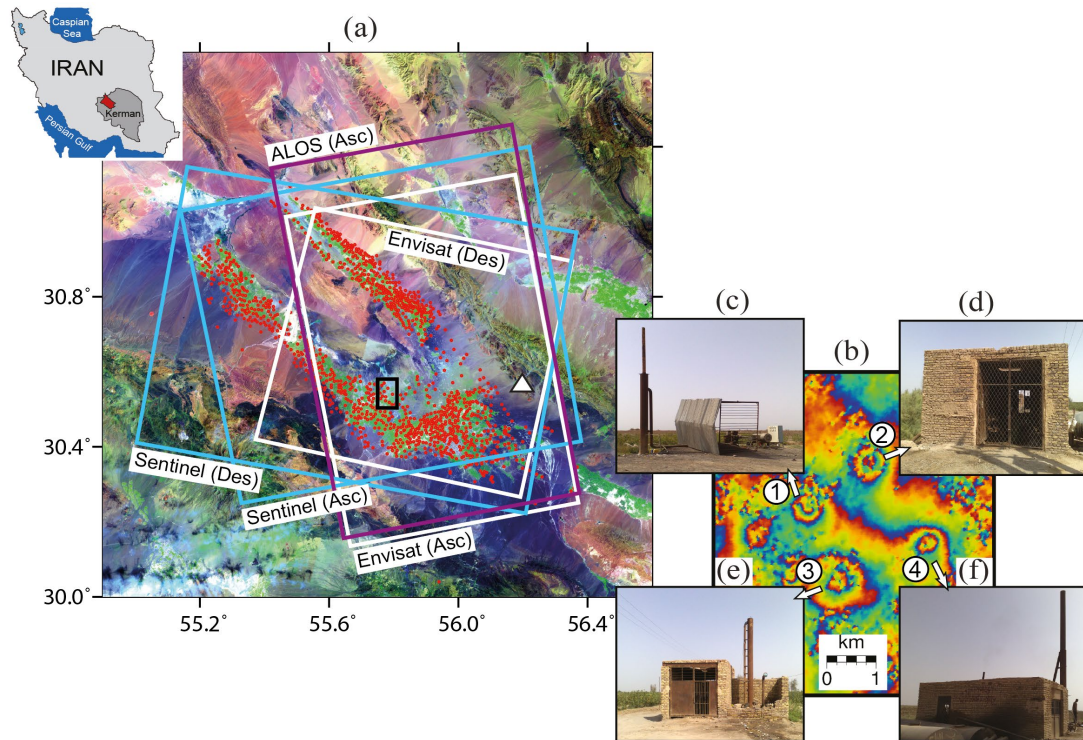 (a)
Caspian
Sea
IRAN
Kerman
Persian Gulf
ALOS (Asc)
Envisat (Des)
Sentinel (Des)
Sentinel (Asc)
Envisat (Asc)
30.8°
30.4°
30.0°
55.2°
55.6°
56.0°
56.4°
(c)
(d)
(b)
1
2
3
4
(e)
(f)
km
0 1